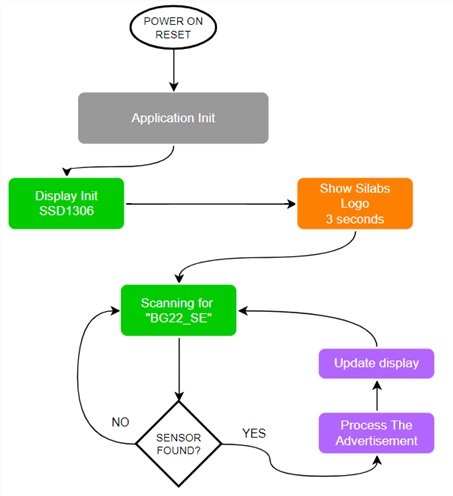 POWER ON
RESET
Application Init
Display Init
SSD1306
Show Silabs
Logo
3 seconds
Scanning for
"BG22_SE"
Update display
NO
YES
SENSOR
FOUND?
Process The
Advertisement